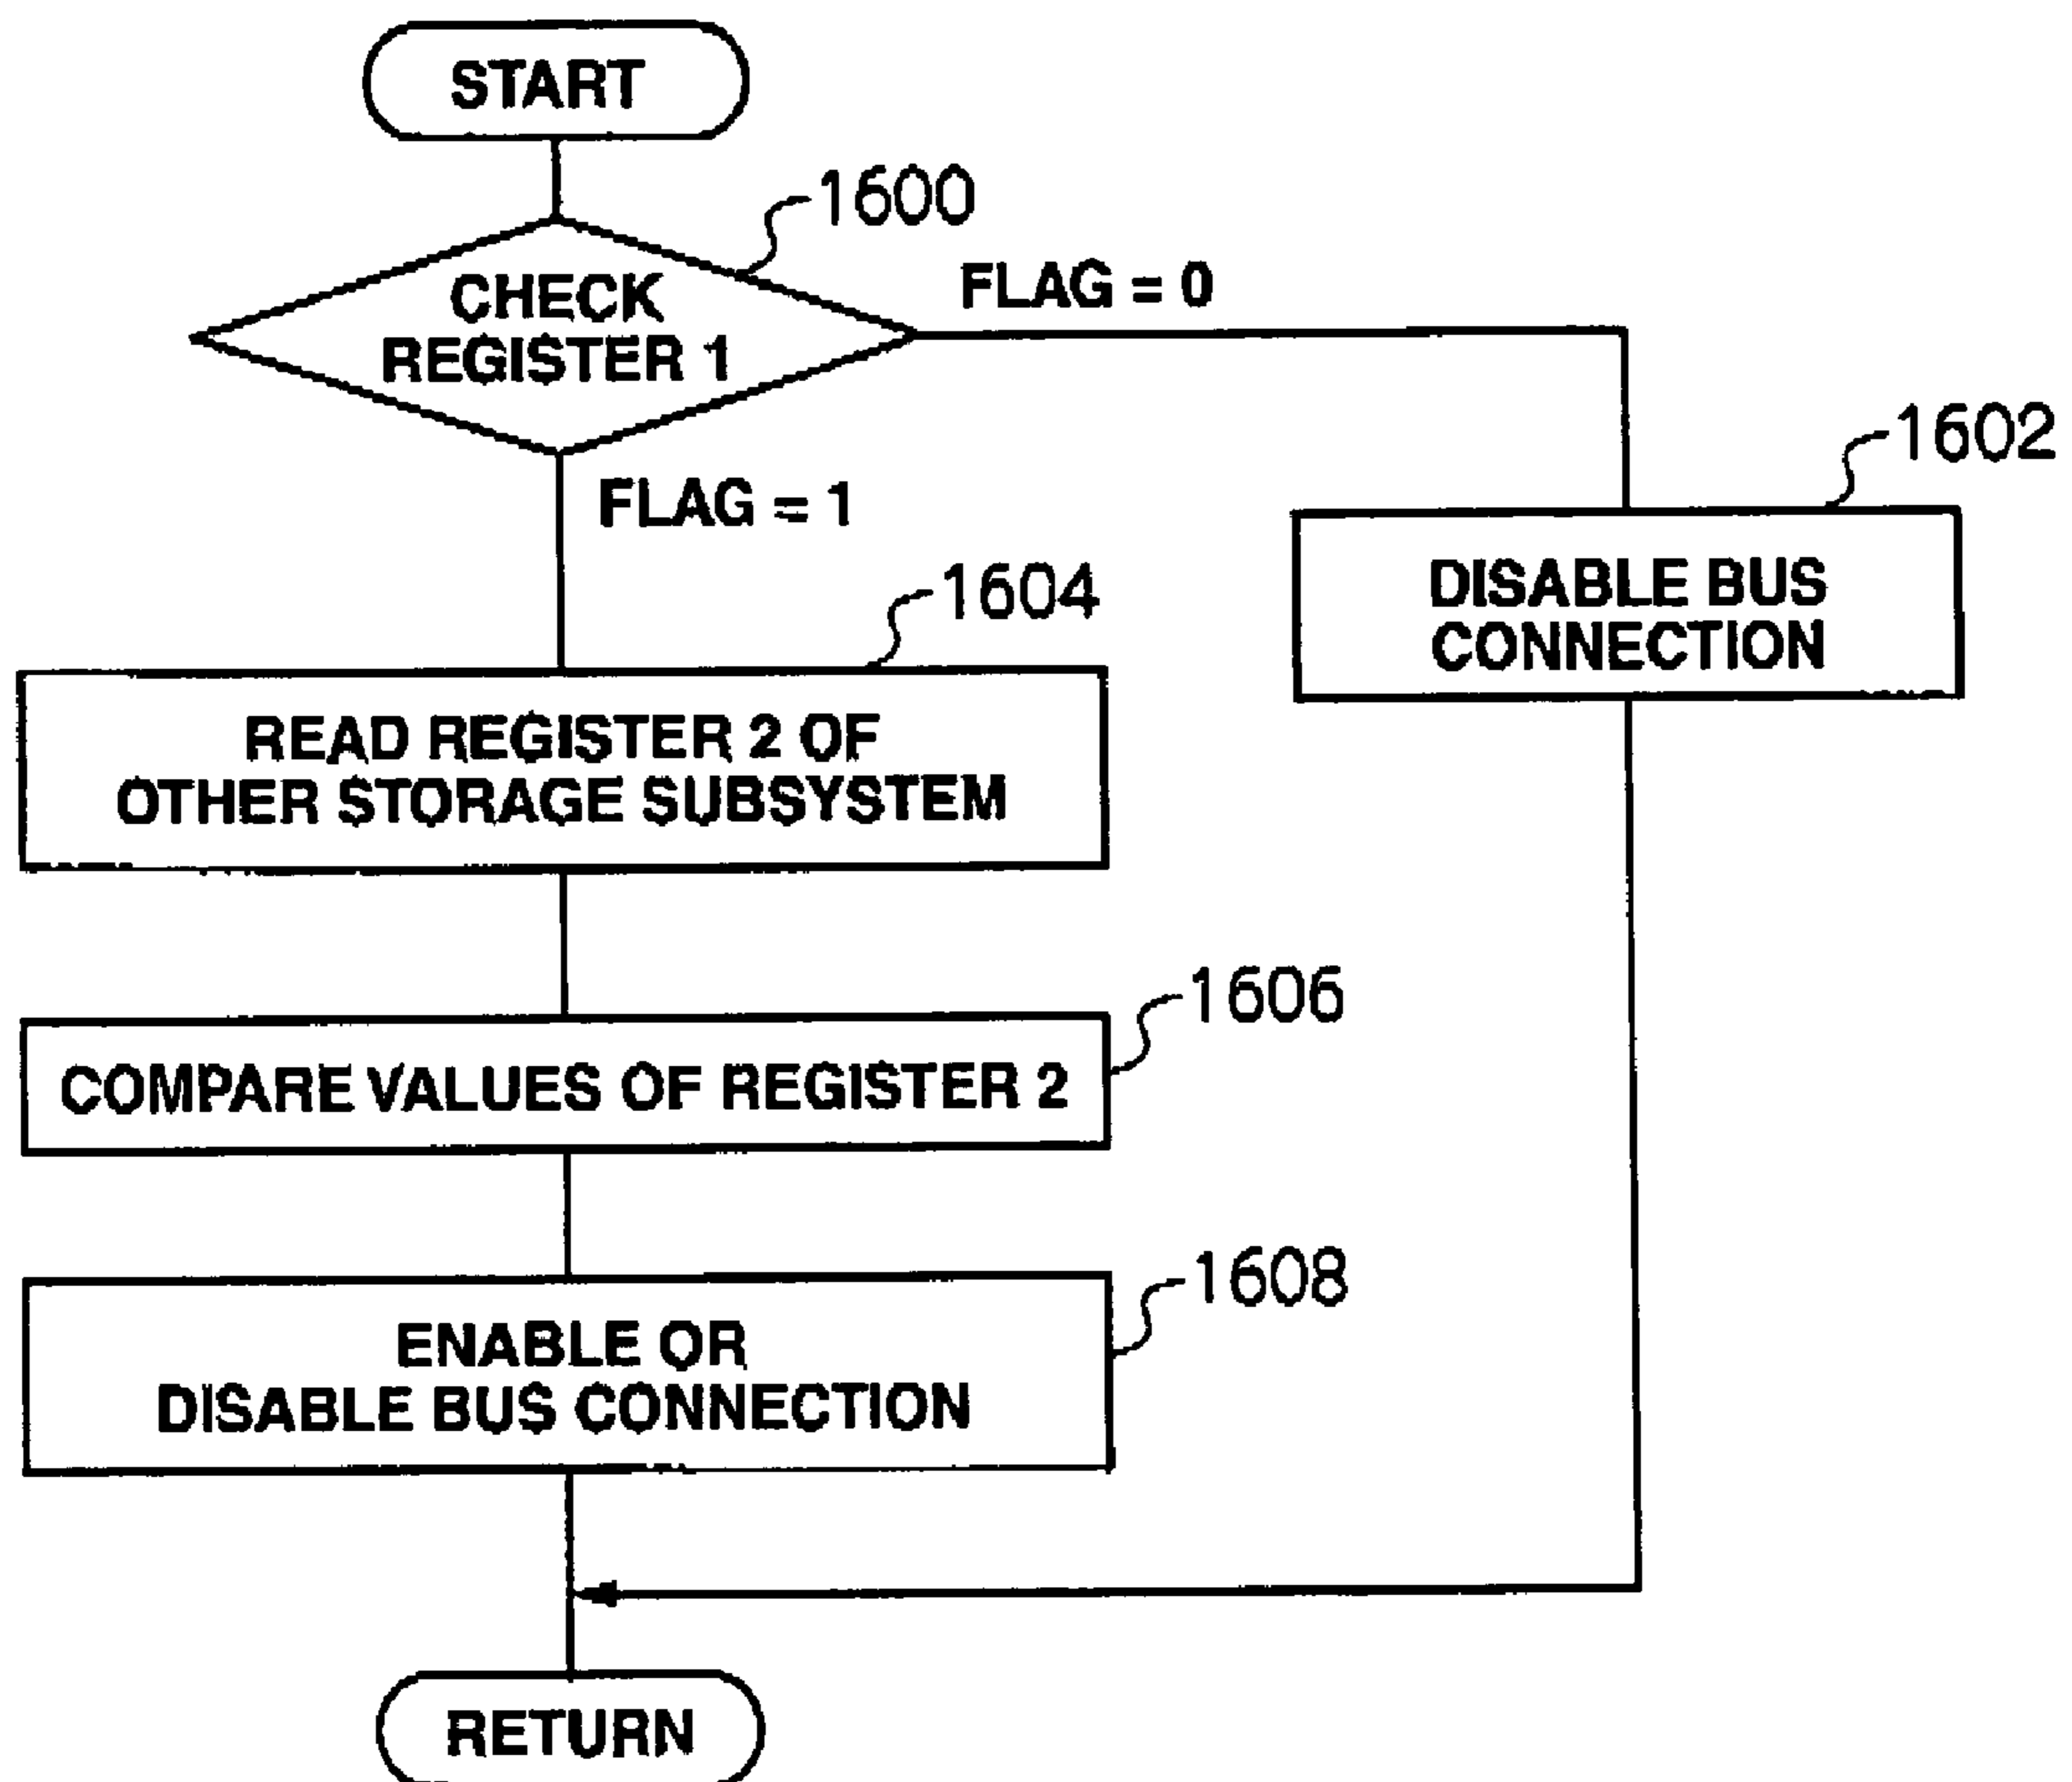 START
1600
CHECK
REGISTER 1
FLAG = 0
FLAG = 1
1602
DISABLE BUS
CONNECTION
1604
READ REGISTER 2 OF
OTHER STORAGE SUBSYSTEM
1606
COMPARE VALUES OF REGISTER 2
1608
ENABLE OR
DISABLE BUS CONNECTION
RETURN